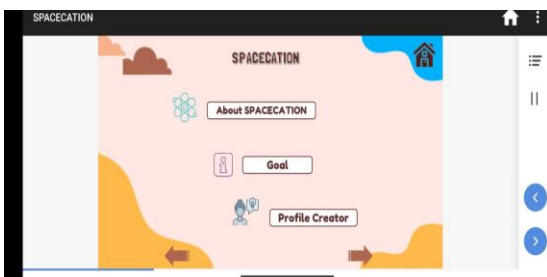 SPACECATION
SPACECATION
About SPACECATION
Goal
Profile Creator